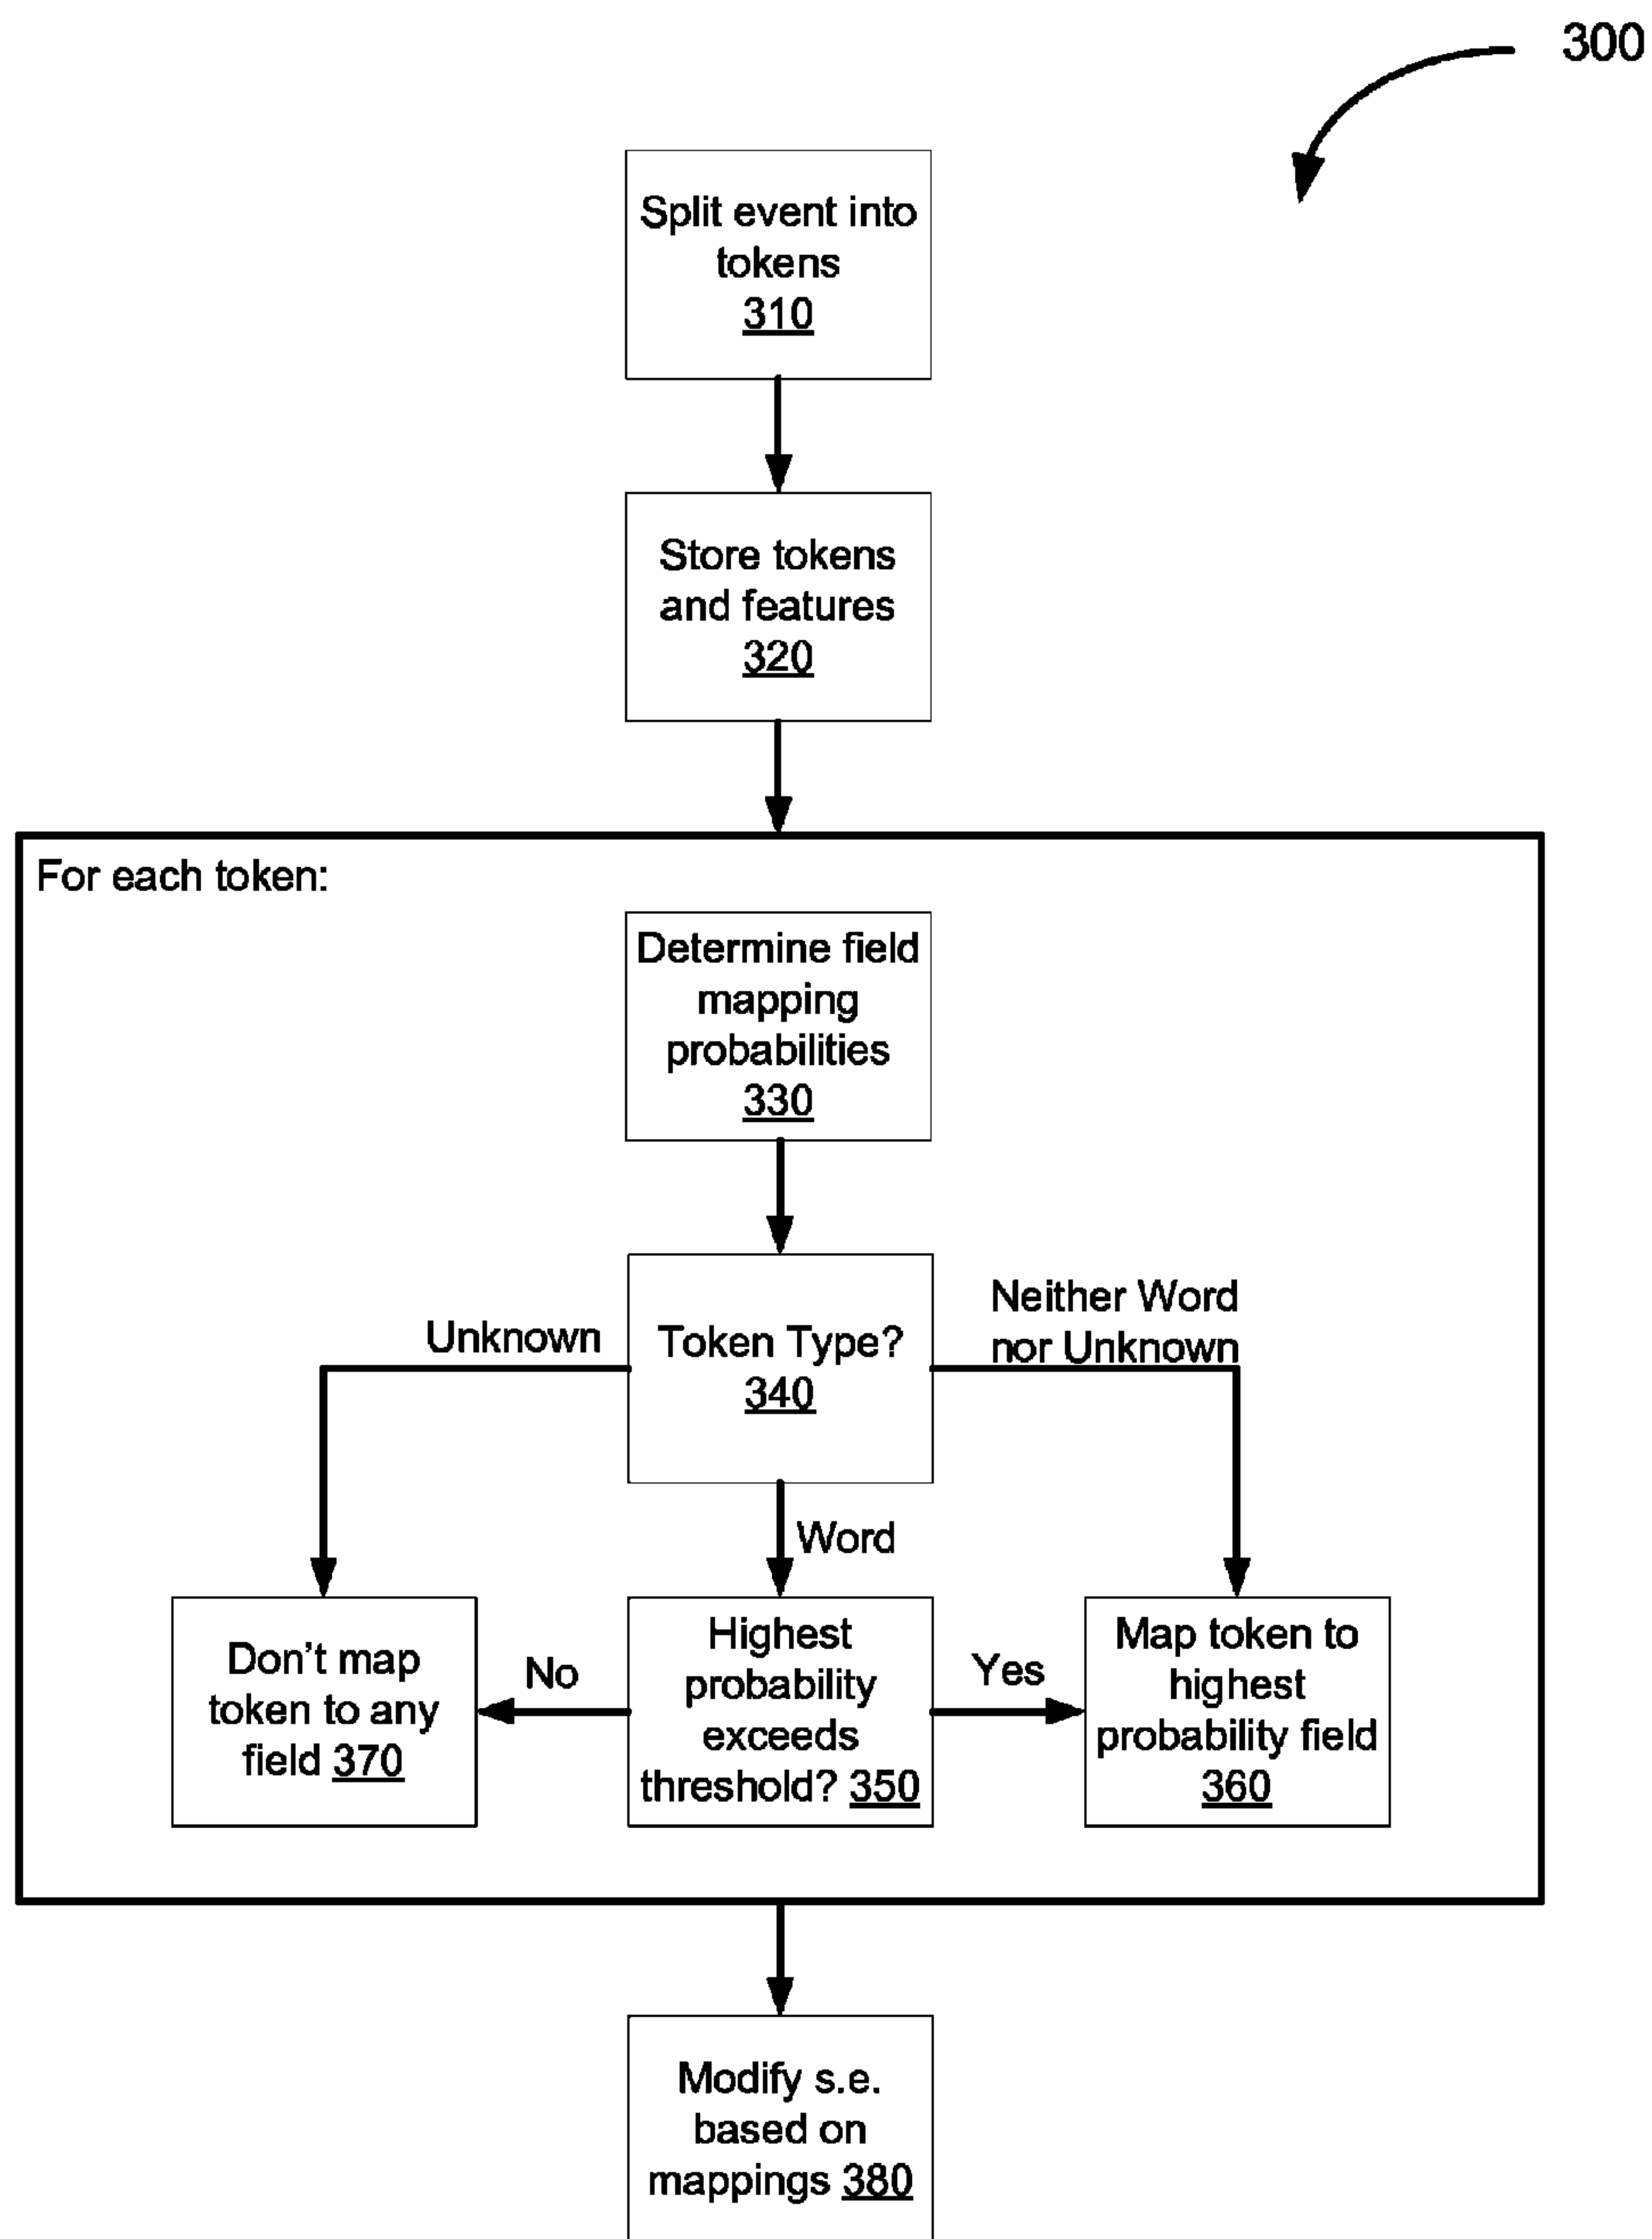 300
Split event into
tokens
310
Store tokens
and features
320
For each token:
Determine field
mapping
probabilities
330
Neither Word
nor Unknown
Unknown
Token Type?
340
Word
Don't map
token to any
field 370
No
Highest
probability
exceeds
threshold? 350
Yes
Map token to
highest
probability field
360
Modify s.e.
based on
mappings 380